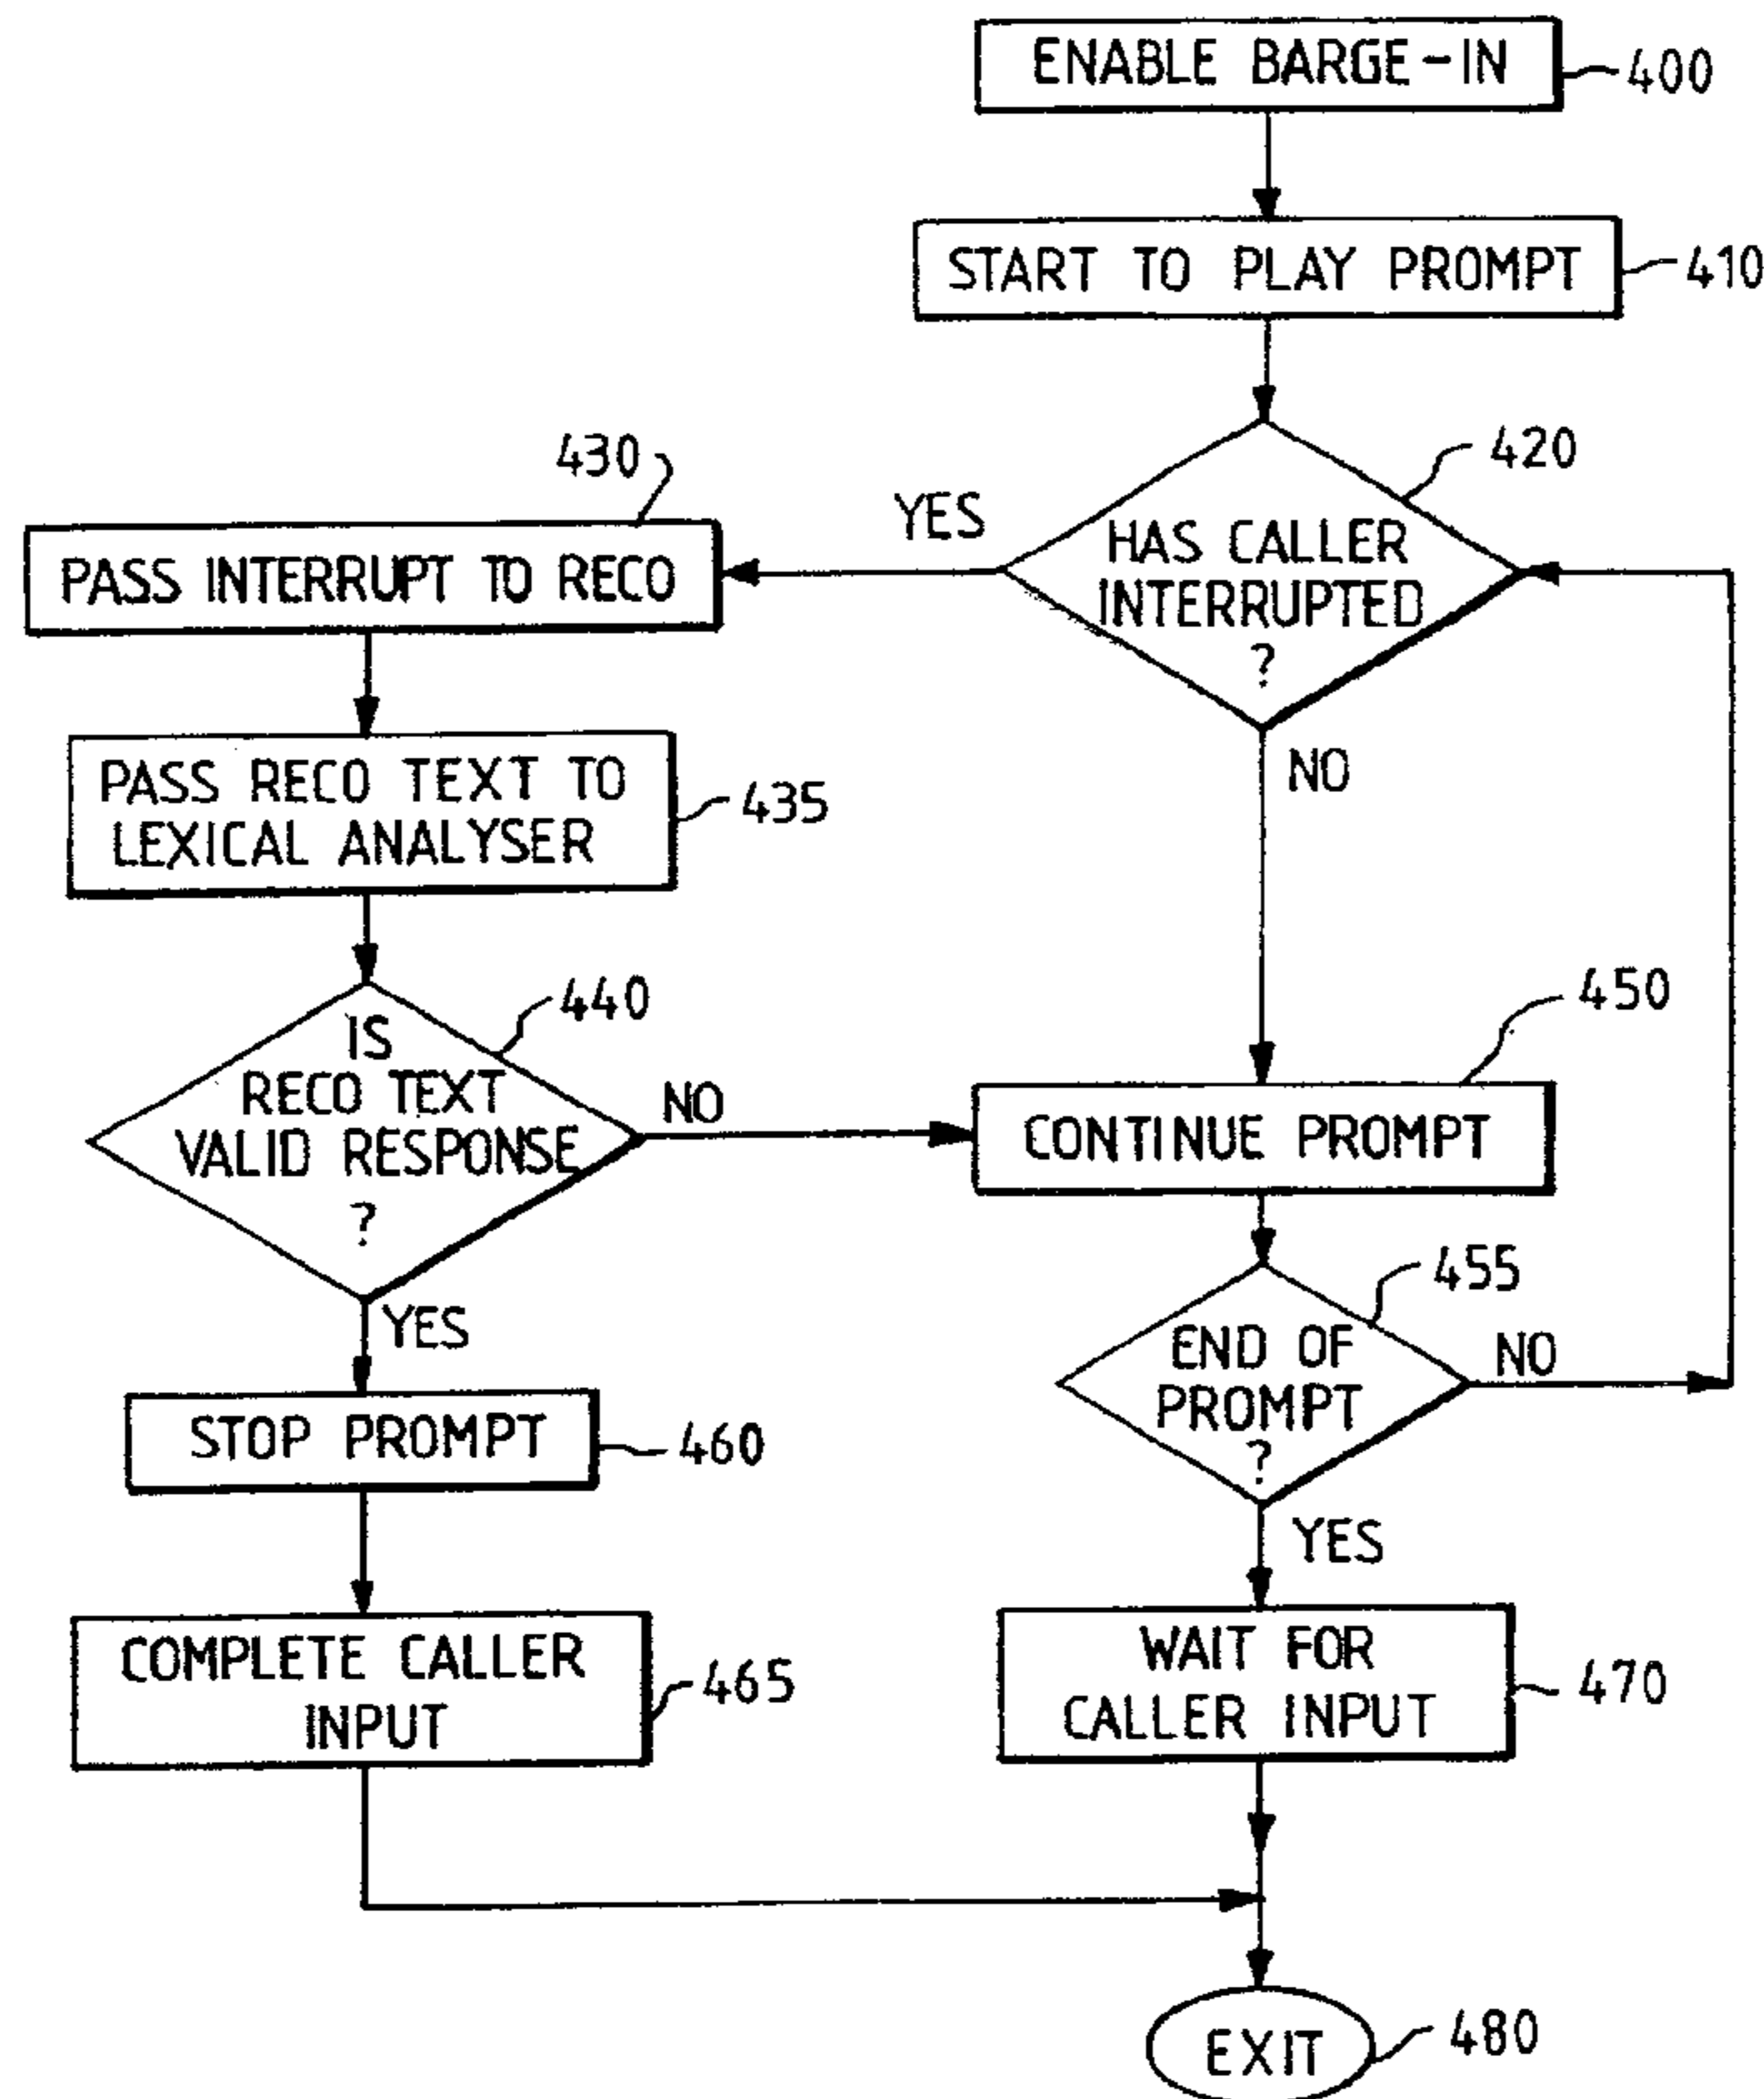 ENABLE BARGE-IN
400
START TO PLAY PROMPT
410
420
HAS CALLER
INTERRUPTED
?
YES
NO
430
PASS INTERRUPT TO RECO
PASS RECO TEXT TO
LEXICAL ANALYSER
435
440
IS
RECO TEXT
VALID RESPONSE
?
NO
YES
450
CONTINUE PROMPT
455
END OF
PROMPT
?
NO
YES
STOP PROMPT
460
COMPLETE CALLER
INPUT
465
WAIT FOR
CALLER INPUT
470
EXIT
480